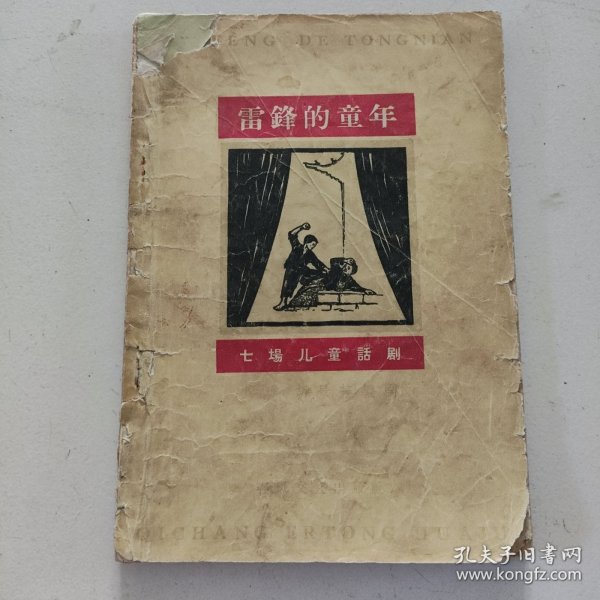 ENG DE TONGNIAN
雷鋒的童年
七場儿童話剧
QICHANG ERTONG HUAJU
孔夫子旧书网
www.kongfz.com